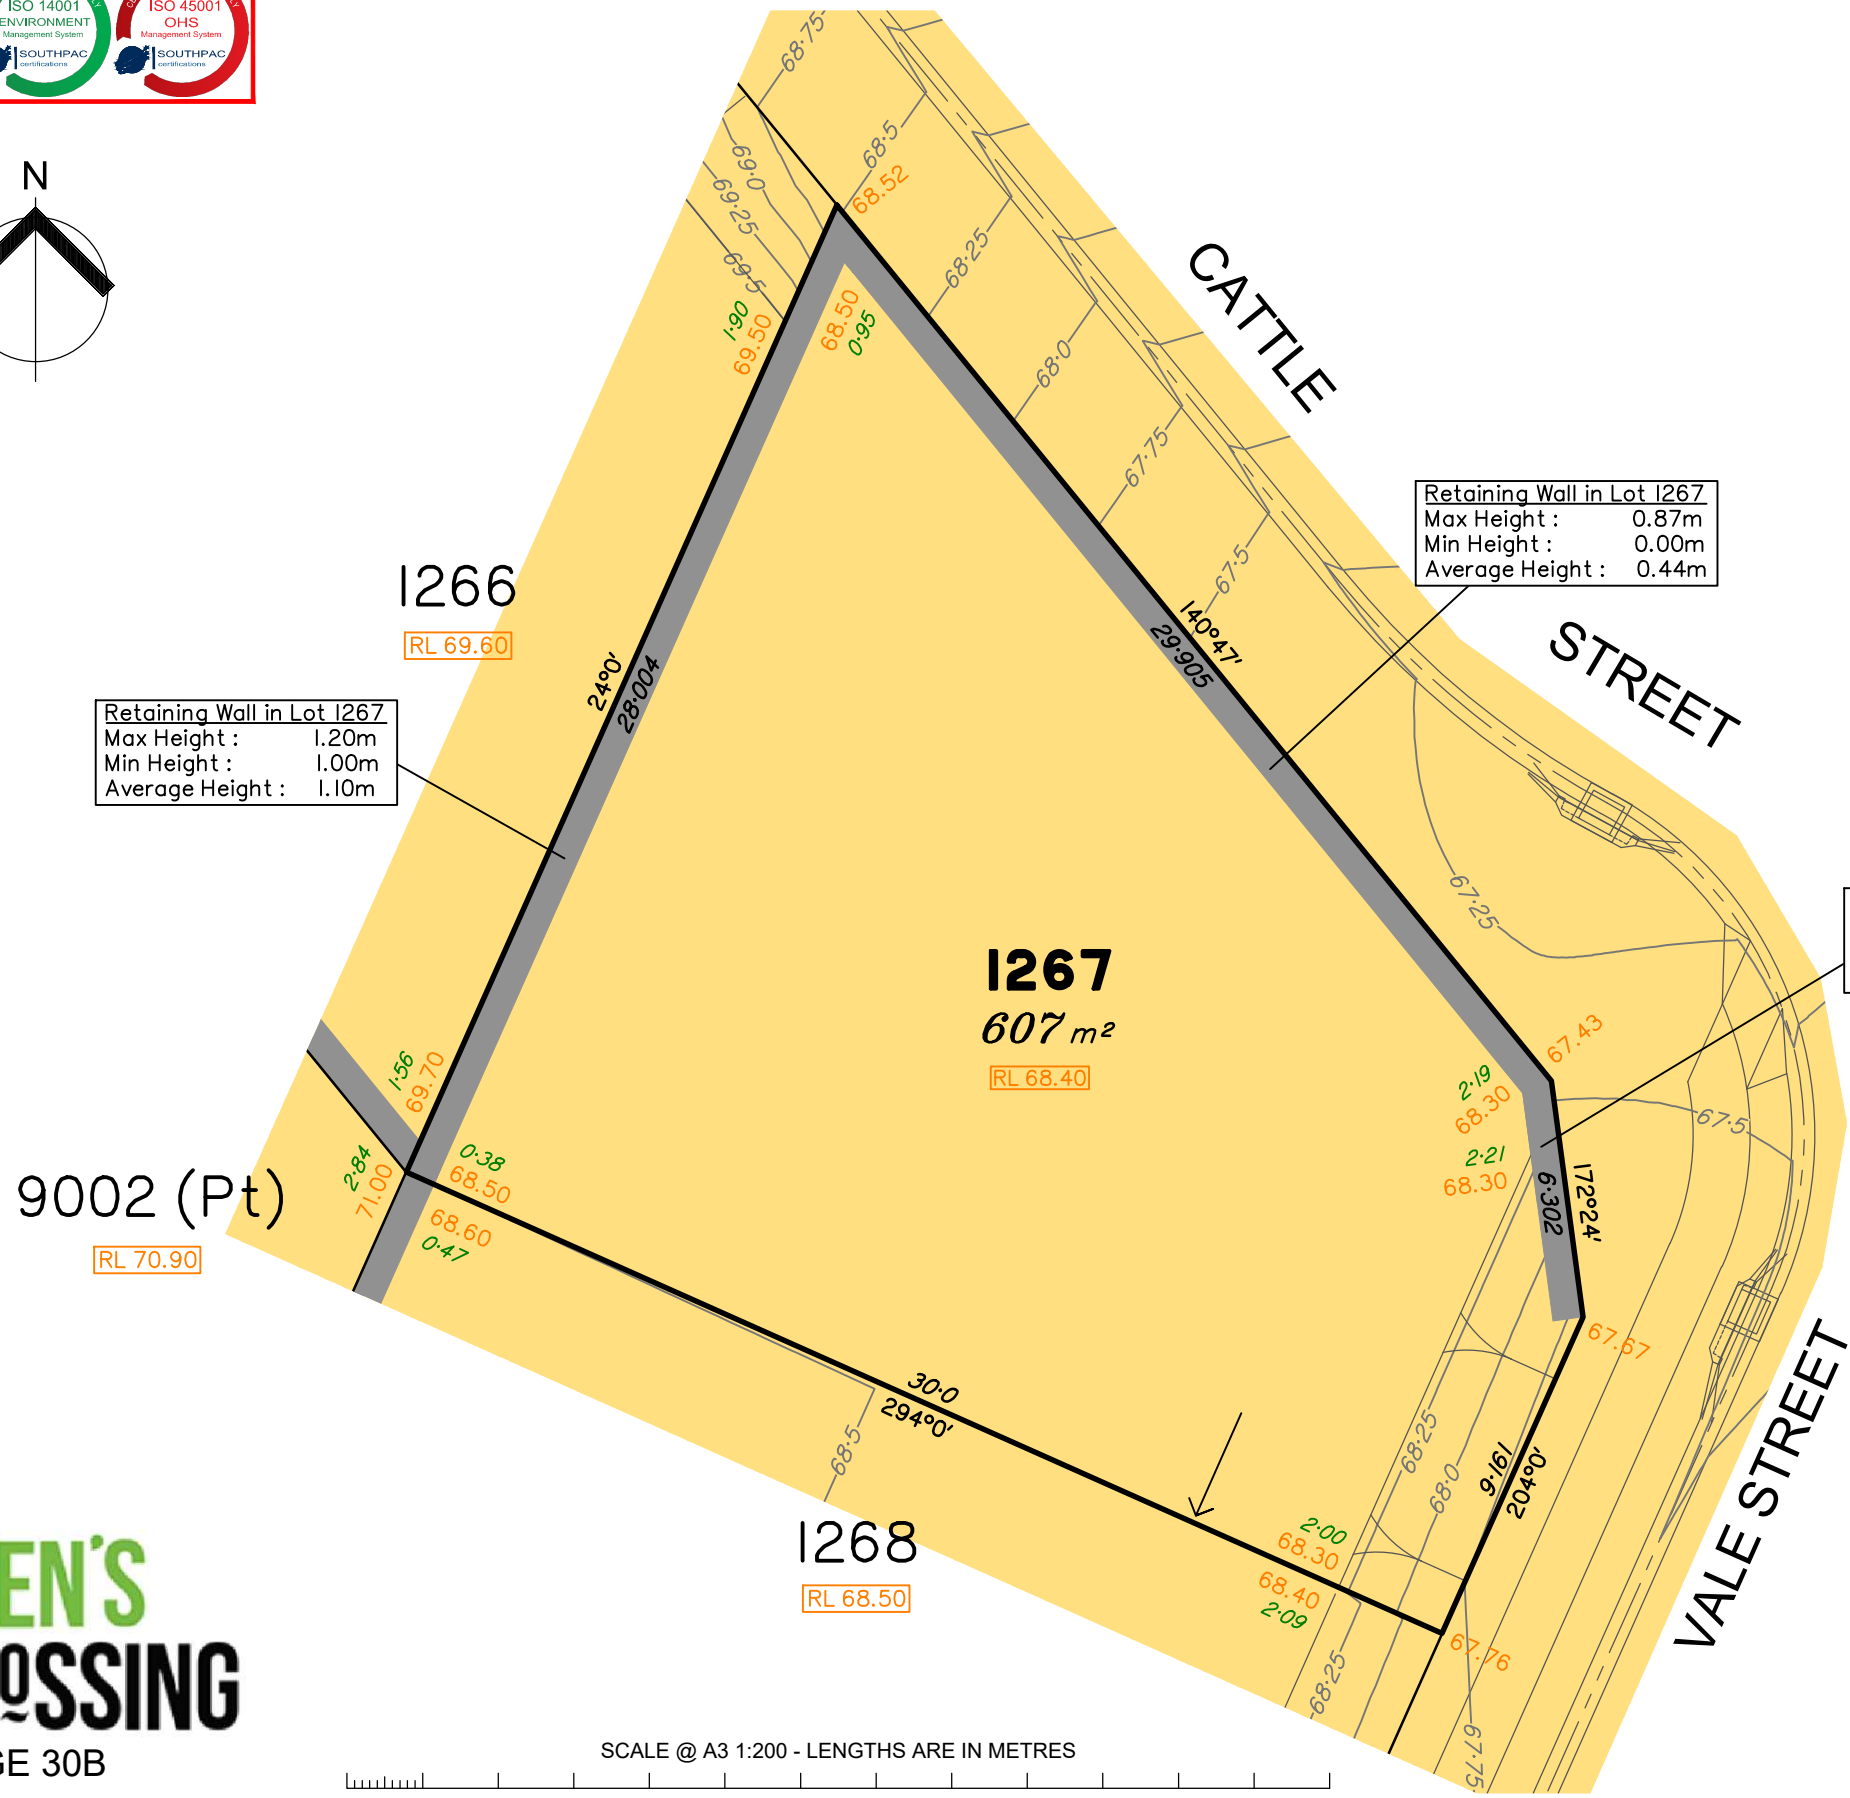 ISO 14001
ENVIRONMENT
Management System
SOUTHPAC
certifications
ISO 45001
OHS
Management System
SOUTHPAC
certifications
N
68·75
68·5
68.52
69·0
69·25
69·5
68·25
68·0
67·75
67·5
CATTLE
STREET
1·90
69.50
68.50
0·95
Retaining Wall in Lot 1267
Max Height : 0.87m
Min Height : 0.00m
Average Height : 0.44m
1266
RL 69.60
24°0'
28·004
140°47'
29·905
Retaining Wall in Lot 1267
Max Height : 1.20m
Min Height : 1.00m
Average Height : 1.10m
67·25
1267
607 m²
RL 68.40
67.43
2·19
68.30
2·21
68.30
67·5
172°24'
6·302
1·56
69.70
2·84
71.00
0·38
68.50
68.60
0·47
9002 (Pt)
RL 70.90
67.67
30·0
294°0'
68·5
68·25
68·0
9·161
204°0'
VALE STREET
2·00
68.30
68.40
2·09
67.76
1268
RL 68.50
68·25
67·75
EN'S
OSSING
GE 30B
SCALE @ A3 1:200 - LENGTHS ARE IN METRES